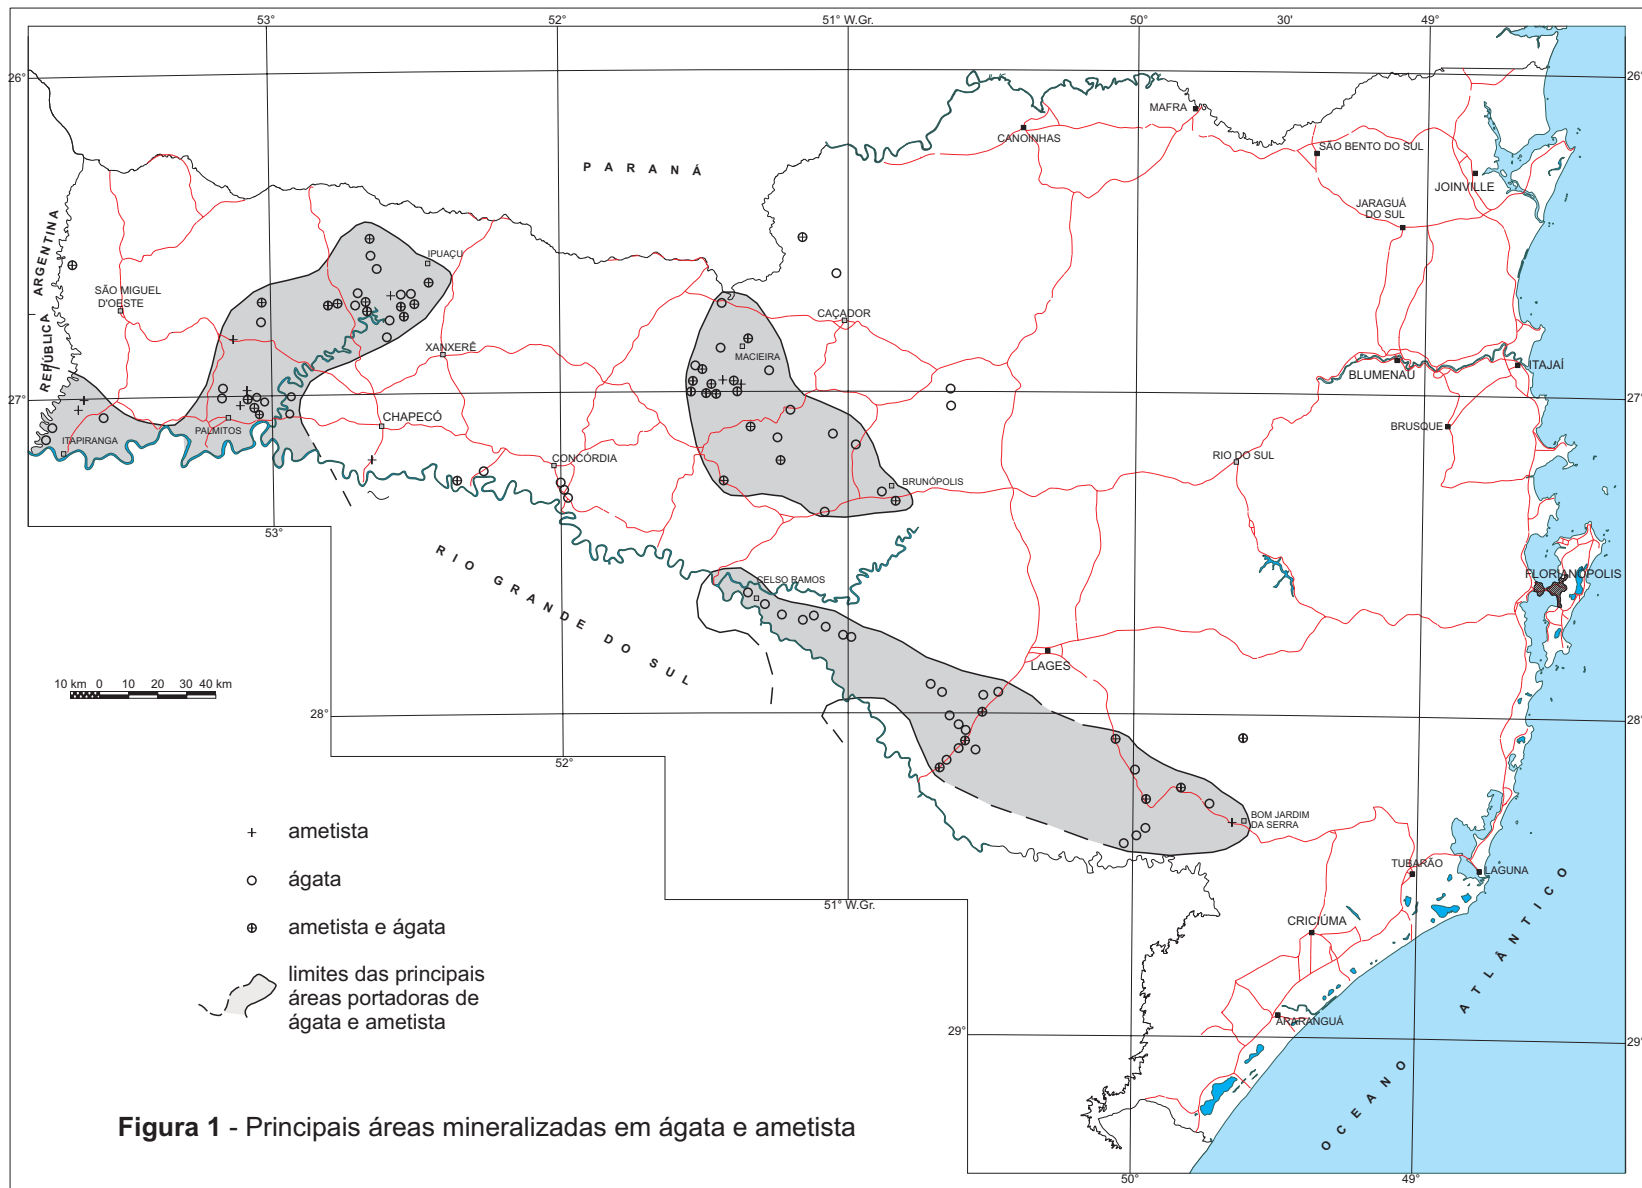 53°
52°
51° W.Gr.
50°
30'
49°
26°
26°
MAFRA
CANOINHAS
SÃO BENTO DO SUL
PARANÁ
JOINVILLE
JARAGUÁ
DO SUL
REPÚBLICA ARGENTINA
IPUAÇU
SÃO MIGUEL
D'OESTE
CAÇADOR
XANXERÊ
MACIEIRA
BLUMENAU
ITAJAÍ
27°
27°
CHAPECÓ
PALMITOS
BRUSQUE
ITAPIRANGA
CONCÓRDIA
RIO DO SUL
BRUNÓPOLIS
53°
RIO GRANDE DO SUL
CELSO RAMOS
FLORIANÓPOLIS
LAGES
10 km 0 10 20 30 40 km
28°
28°
52°
BOM JARDIM
DA SERRA
ametista
TUBARÃO
LAGUNA
ágata
51° W.Gr.
CRICIÚMA
ametista e ágata
OCEANO ATLÂNTICO
limites das principais
áreas portadoras de
ágata e ametista
ARARANGUÁ
29°
29°
Figura 1 - Principais áreas mineralizadas em ágata e ametista
50°
49°